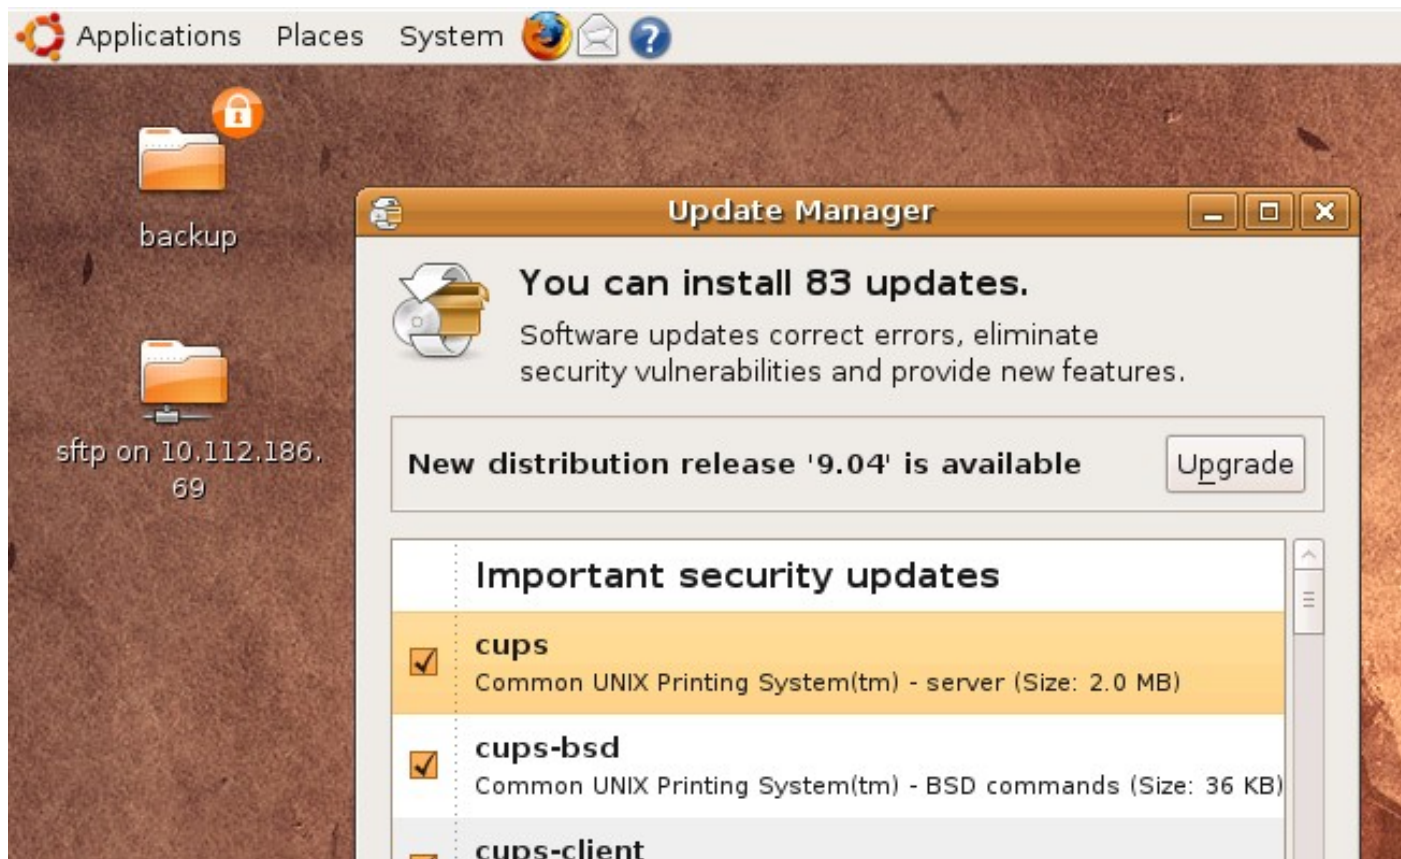 Applications Places System
backup
sftp on 10.112.186.
69
Update Manager
You can install 83 updates.
Software updates correct errors, eliminate
security vulnerabilities and provide new features.
New distribution release '9.04' is available
Upgrade
Important security updates
cups
Common UNIX Printing System(tm) - server (Size: 2.0 MB)
cups-bsd
Common UNIX Printing System(tm) - BSD commands (Size: 36 KB)
cups-client